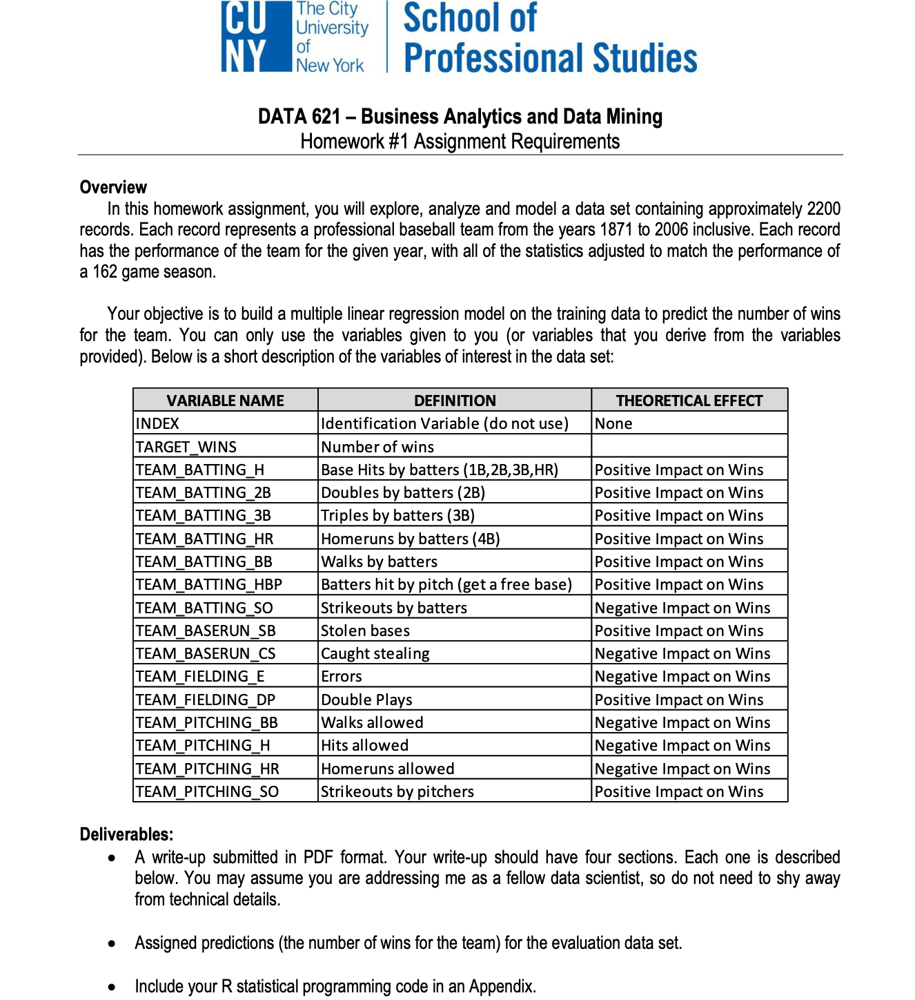 CU
NY
The City
University
of
New York
School of
Professional Studies
DATA 621 – Business Analytics and Data Mining
Homework #1 Assignment Requirements
Overview
In this homework assignment, you will explore, analyze and model a data set containing approximately 2200
records. Each record represents a professional baseball team from the years 1871 to 2006 inclusive. Each record
has the performance of the team for the given year, with all of the statistics adjusted to match the performance of
a 162 game season.
Your objective is to build a multiple linear regression model on the training data to predict the number of wins
for the team. You can only use the variables given to you (or variables that you derive from the variables
provided). Below is a short description of the variables of interest in the data set:
VARIABLE NAME DEFINITION THEORETICAL EFFECT
INDEX Identification Variable (do not use) None
TARGET_WINS Number of wins
TEAM_BATTING_H Base Hits by batters (1B,2B,3B,HR) Positive Impact on Wins
TEAM_BATTING_2B Doubles by batters (2B) Positive Impact on Wins
TEAM_BATTING_3B Triples by batters (3B) Positive Impact on Wins
TEAM_BATTING_HR Homeruns by batters (4B) Positive Impact on Wins
TEAM_BATTING_BB Walks by batters Positive Impact on Wins
TEAM_BATTING_HBP Batters hit by pitch (get a free base) Positive Impact on Wins
TEAM_BATTING_SO Strikeouts by batters Negative Impact on Wins
TEAM_BASERUN_SB Stolen bases Positive Impact on Wins
TEAM_BASERUN_CS Caught stealing Negative Impact on Wins
TEAM_FIELDING_E Errors Negative Impact on Wins
TEAM_FIELDING_DP Double Plays Positive Impact on Wins
TEAM_PITCHING_BB Walks allowed Negative Impact on Wins
TEAM_PITCHING_H Hits allowed Negative Impact on Wins
TEAM_PITCHING_HR Homeruns allowed Negative Impact on Wins
TEAM_PITCHING_SO Strikeouts by pitchers Positive Impact on Wins
Deliverables:
• A write-up submitted in PDF format. Your write-up should have four sections. Each one is described
below. You may assume you are addressing me as a fellow data scientist, so do not need to shy away
from technical details.
• Assigned predictions (the number of wins for the team) for the evaluation data set.
• Include your R statistical programming code in an Appendix.